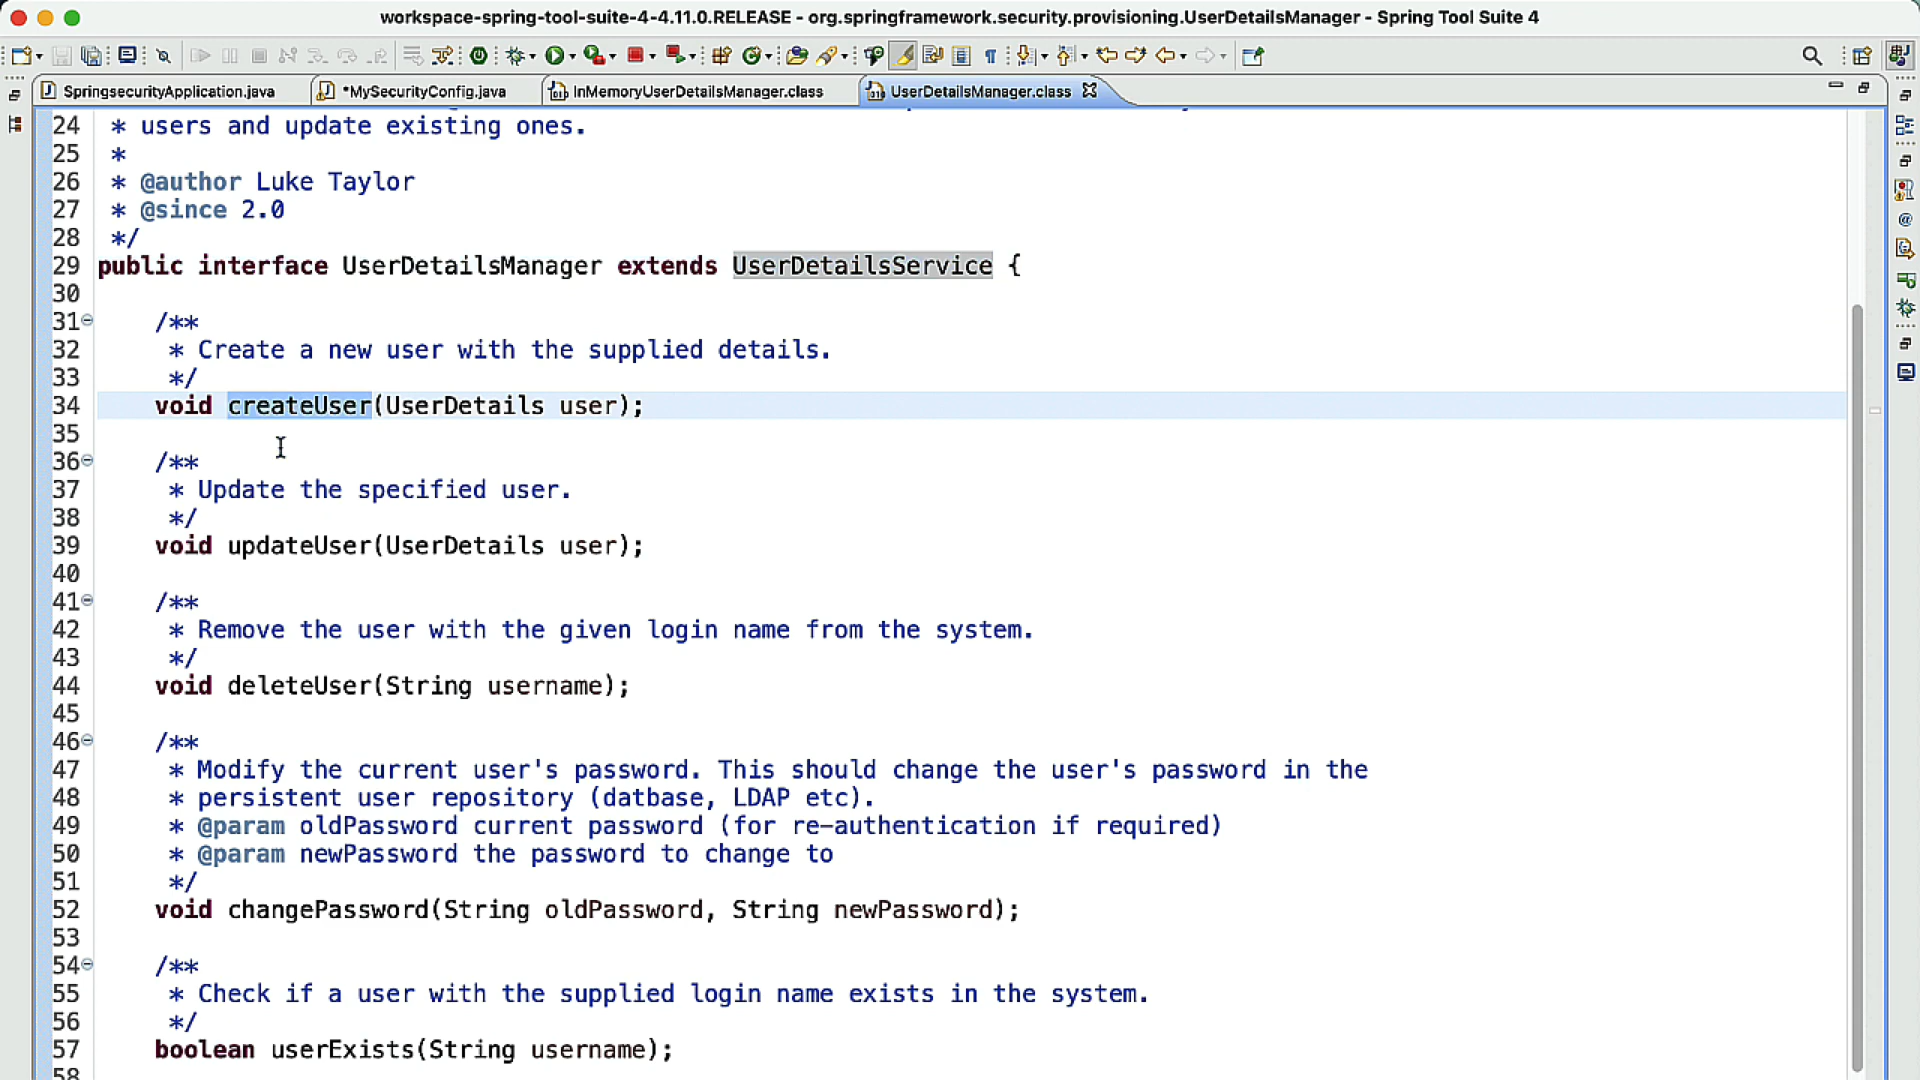 workspace-spring-tool-suite-4-4.11.0.RELEASE - org.springframework.security.provisioning.UserDetailsManager - Spring Tool Suite 4
SpringsecurityApplication.java
*MySecurityConfig.java
InMemoryUserDetailsManager.class
UserDetailsManager.class
24 * users and update existing ones.
25 *
26 * @author Luke Taylor
27 * @since 2.0
28 */
29 public interface UserDetailsManager extends UserDetailsService {
30
31 /**
32 * Create a new user with the supplied details.
33 */
34 void createUser(UserDetails user);
35
36 /**
37 * Update the specified user.
38 */
39 void updateUser(UserDetails user);
40
41 /**
42 * Remove the user with the given login name from the system.
43 */
44 void deleteUser(String username);
45
46 /**
47 * Modify the current user's password. This should change the user's password in the
48 * persistent user repository (datbase, LDAP etc).
49 * @param oldPassword current password (for re-authentication if required)
50 * @param newPassword the password to change to
51 */
52 void changePassword(String oldPassword, String newPassword);
53
54 /**
55 * Check if a user with the supplied login name exists in the system.
56 */
57 boolean userExists(String username);
58